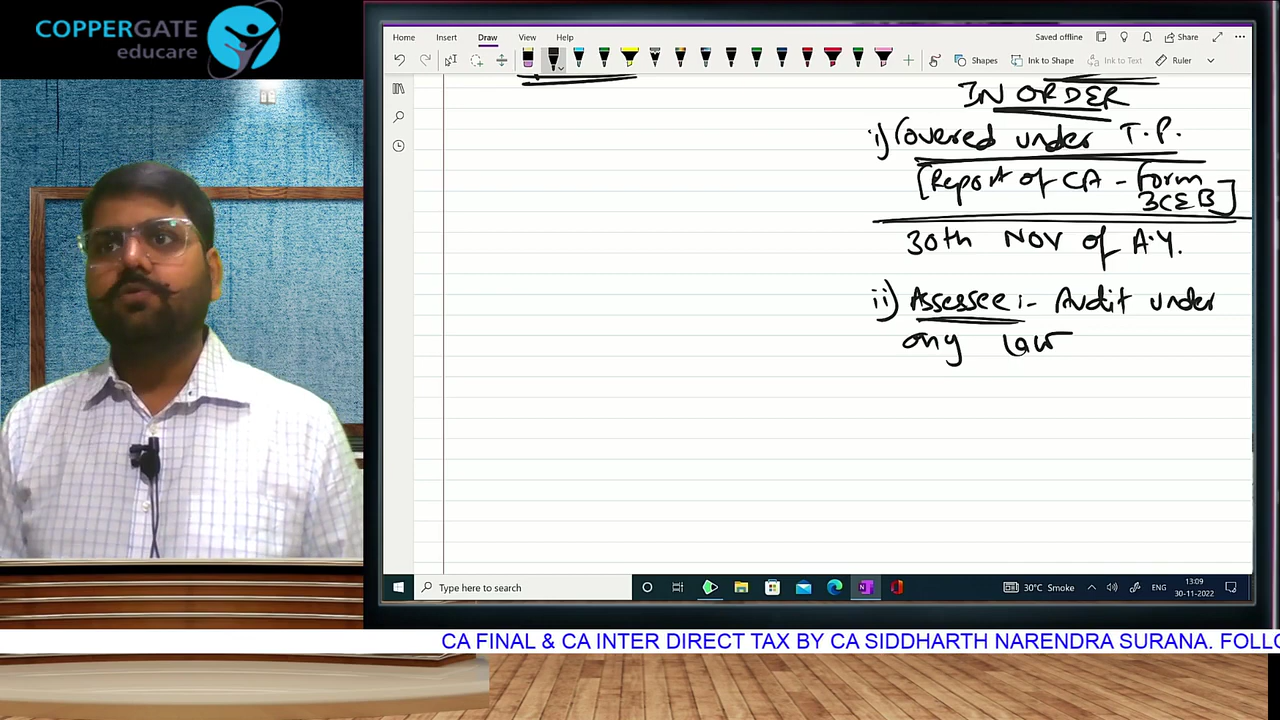 COPPERGATE
educare
Home Insert Draw View Help
Saved offline
Share
Shapes
Ink to Shape
Ink to Text
Ruler
IN ORDER
i) Covered under T.P.
[Report of CA - Form
3CEB]
30th NOV of A.Y.
ii) Assessee :- Audit under
any law
Type here to search
30°C Smoke
ENG
13:09
30-11-2022
CA FINAL & CA INTER DIRECT TAX BY CA SIDDHARTH NARENDRA SURANA. FOLLO